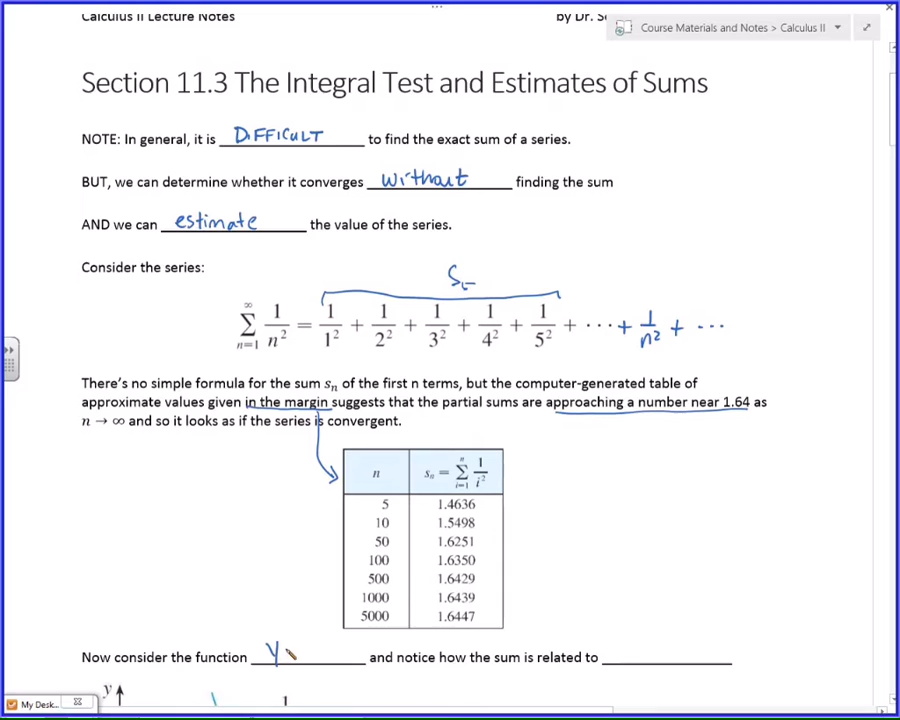 Calculus II Lecture Notes by Dr. Se
Course Materials and Notes > Calculus II
Section 11.3 The Integral Test and Estimates of Sums
NOTE: In general, it is DIFFICULT to find the exact sum of a series.
BUT, we can determine whether it converges without finding the sum
AND we can estimate the value of the series.
Consider the series:
S₅
∞ Σ n=1 1/n² = 1/1² + 1/2² + 1/3² + 1/4² + 1/5² + ··· + 1/n² + ···
There's no simple formula for the sum sₙ of the first n terms, but the computer-generated table of
approximate values given in the margin suggests that the partial sums are approaching a number near 1.64 as
n → ∞ and so it looks as if the series is convergent.
n sₙ = n Σ i=1 1/i²
5 1.4636
10 1.5498
50 1.6251
100 1.6350
500 1.6429
1000 1.6439
5000 1.6447
Now consider the function y and notice how the sum is related to
y 1
My Desk...